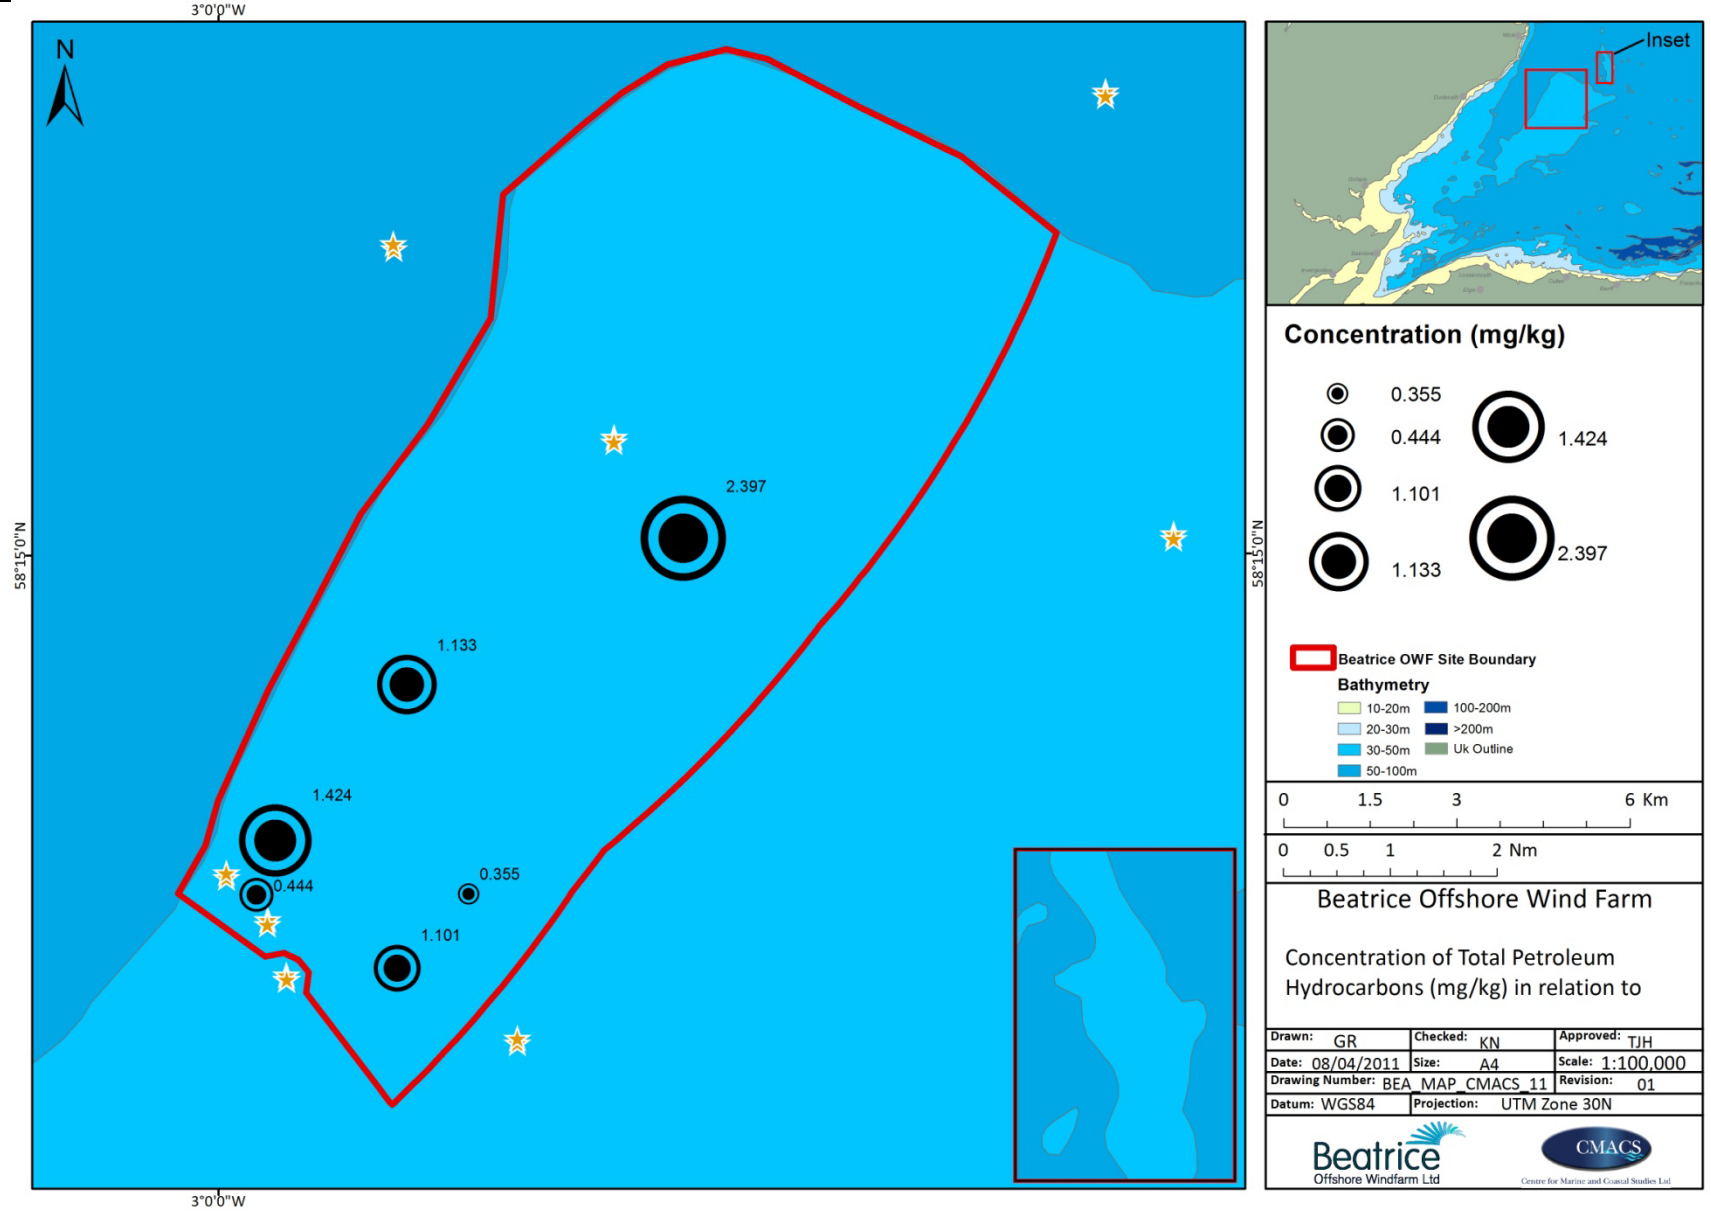 3°0'0"W
N
Inset
2.397
1.133
1.424
0.444
0.355
1.101
58°15'0"N
58°15'0"N
3°0'0"W
Concentration (mg/kg)
0.355
0.444
1.101
1.133
1.424
2.397
Beatrice OWF Site Boundary
Bathymetry
10-20m
20-30m
30-50m
50-100m
100-200m
>200m
Uk Outline
0 1.5 3 6 Km
0 0.5 1 2 Nm
Beatrice Offshore Wind Farm
Concentration of Total Petroleum
Hydrocarbons (mg/kg) in relation to
Drawn: GR Checked: KN Approved: TJH
Date: 08/04/2011 Size: A4 Scale: 1:100,000
Drawing Number: BEA_MAP_CMACS_11 Revision: 01
Datum: WGS84 Projection: UTM Zone 30N
Beatrice
Offshore Windfarm Ltd
CMACS
Centre for Marine and Coastal Studies Ltd